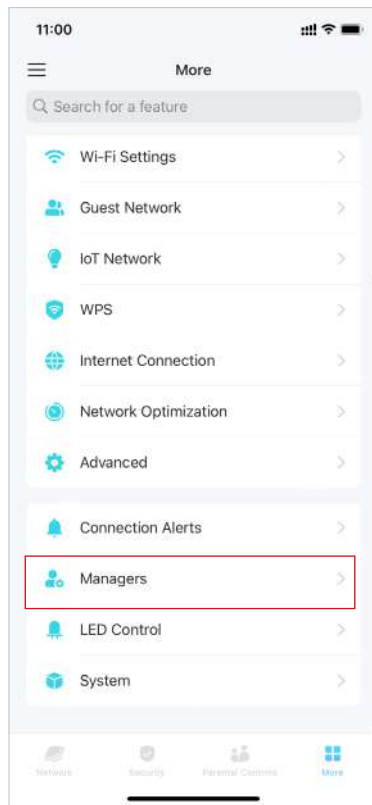 11:00
More
Search for a feature
Wi-Fi Settings
Guest Network
IoT Network
WPS
Internet Connection
Network Optimization
Advanced
Connection Alerts
Managers
LED Control
System
Network Security Parental Controls More